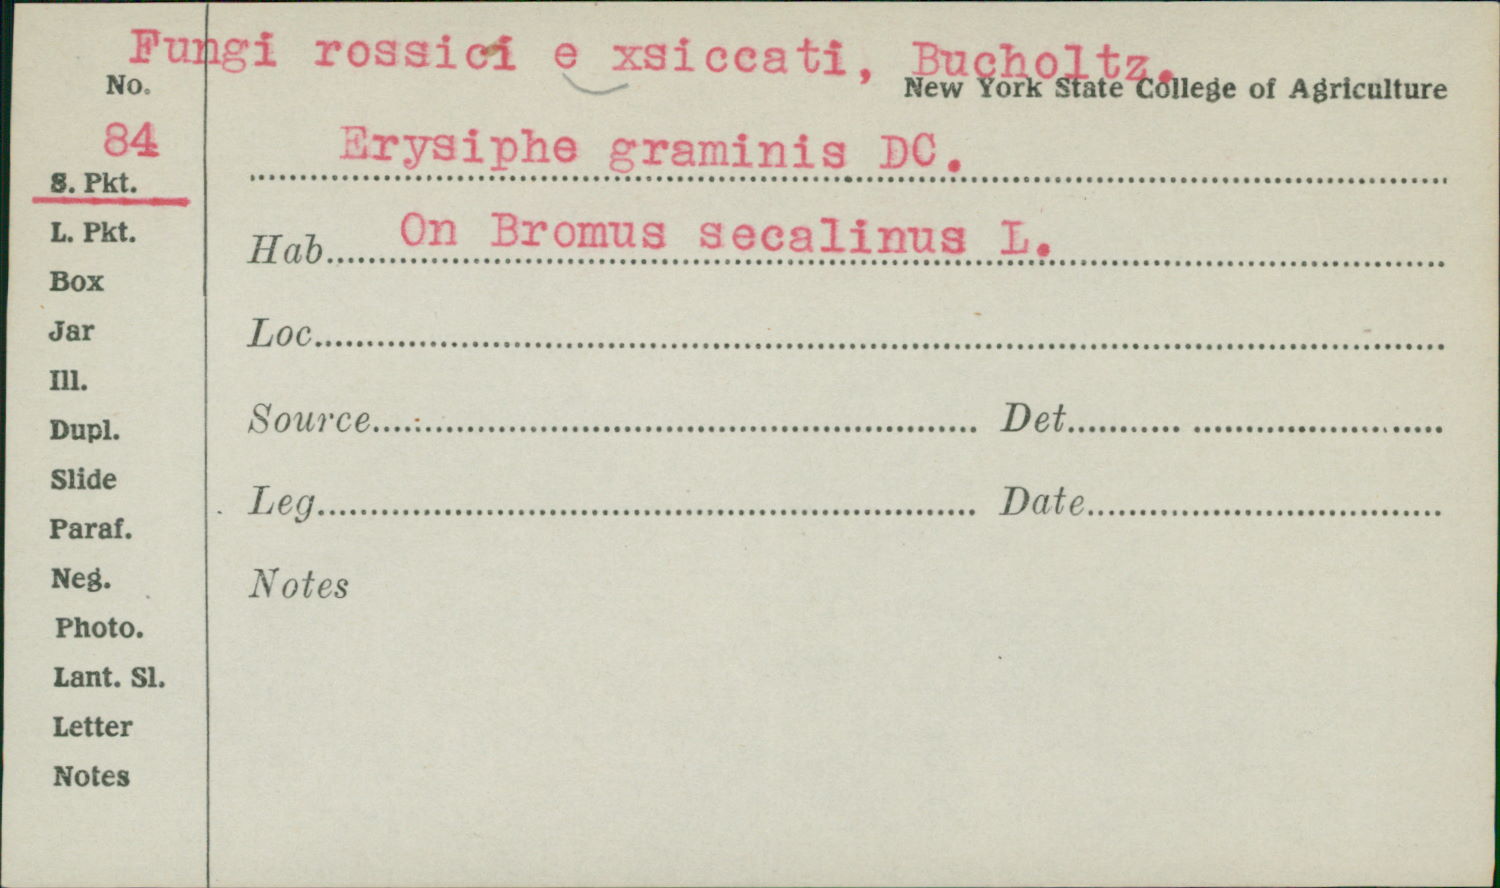 Fungi rossici e xsiccati, Bucholtz.
No. New York State College of Agriculture
84 Erysiphe graminis DC.
S. Pkt.
L. Pkt.
Hab. On Bromus secalinus L.
Box
Jar
Loc.
Ill.
Dupl.
Source Det.
Slide
Leg. Date
Paraf.
Neg.
Notes
Photo.
Lant. Sl.
Letter
Notes